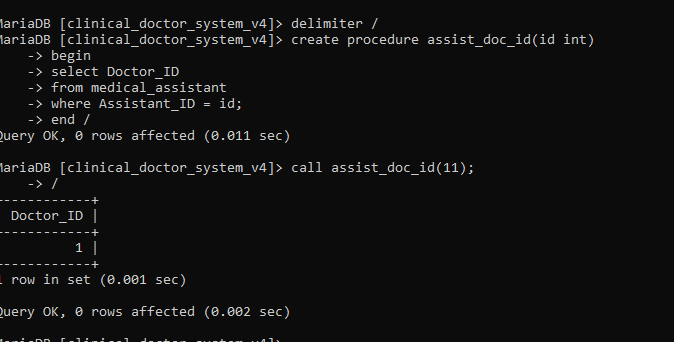 MariaDB [clinical_doctor_system_v4]> delimiter /
MariaDB [clinical_doctor_system_v4]> create procedure assist_doc_id(id int)
    -> begin
    -> select Doctor_ID
    -> from medical_assistant
    -> where Assistant_ID = id;
    -> end /
Query OK, 0 rows affected (0.011 sec)

MariaDB [clinical_doctor_system_v4]> call assist_doc_id(11);
    -> /
------------+
 Doctor_ID |
------------+
         1 |
------------+
1 row in set (0.001 sec)

Query OK, 0 rows affected (0.002 sec)

MariaDB [clinical_doctor_system_v4]>